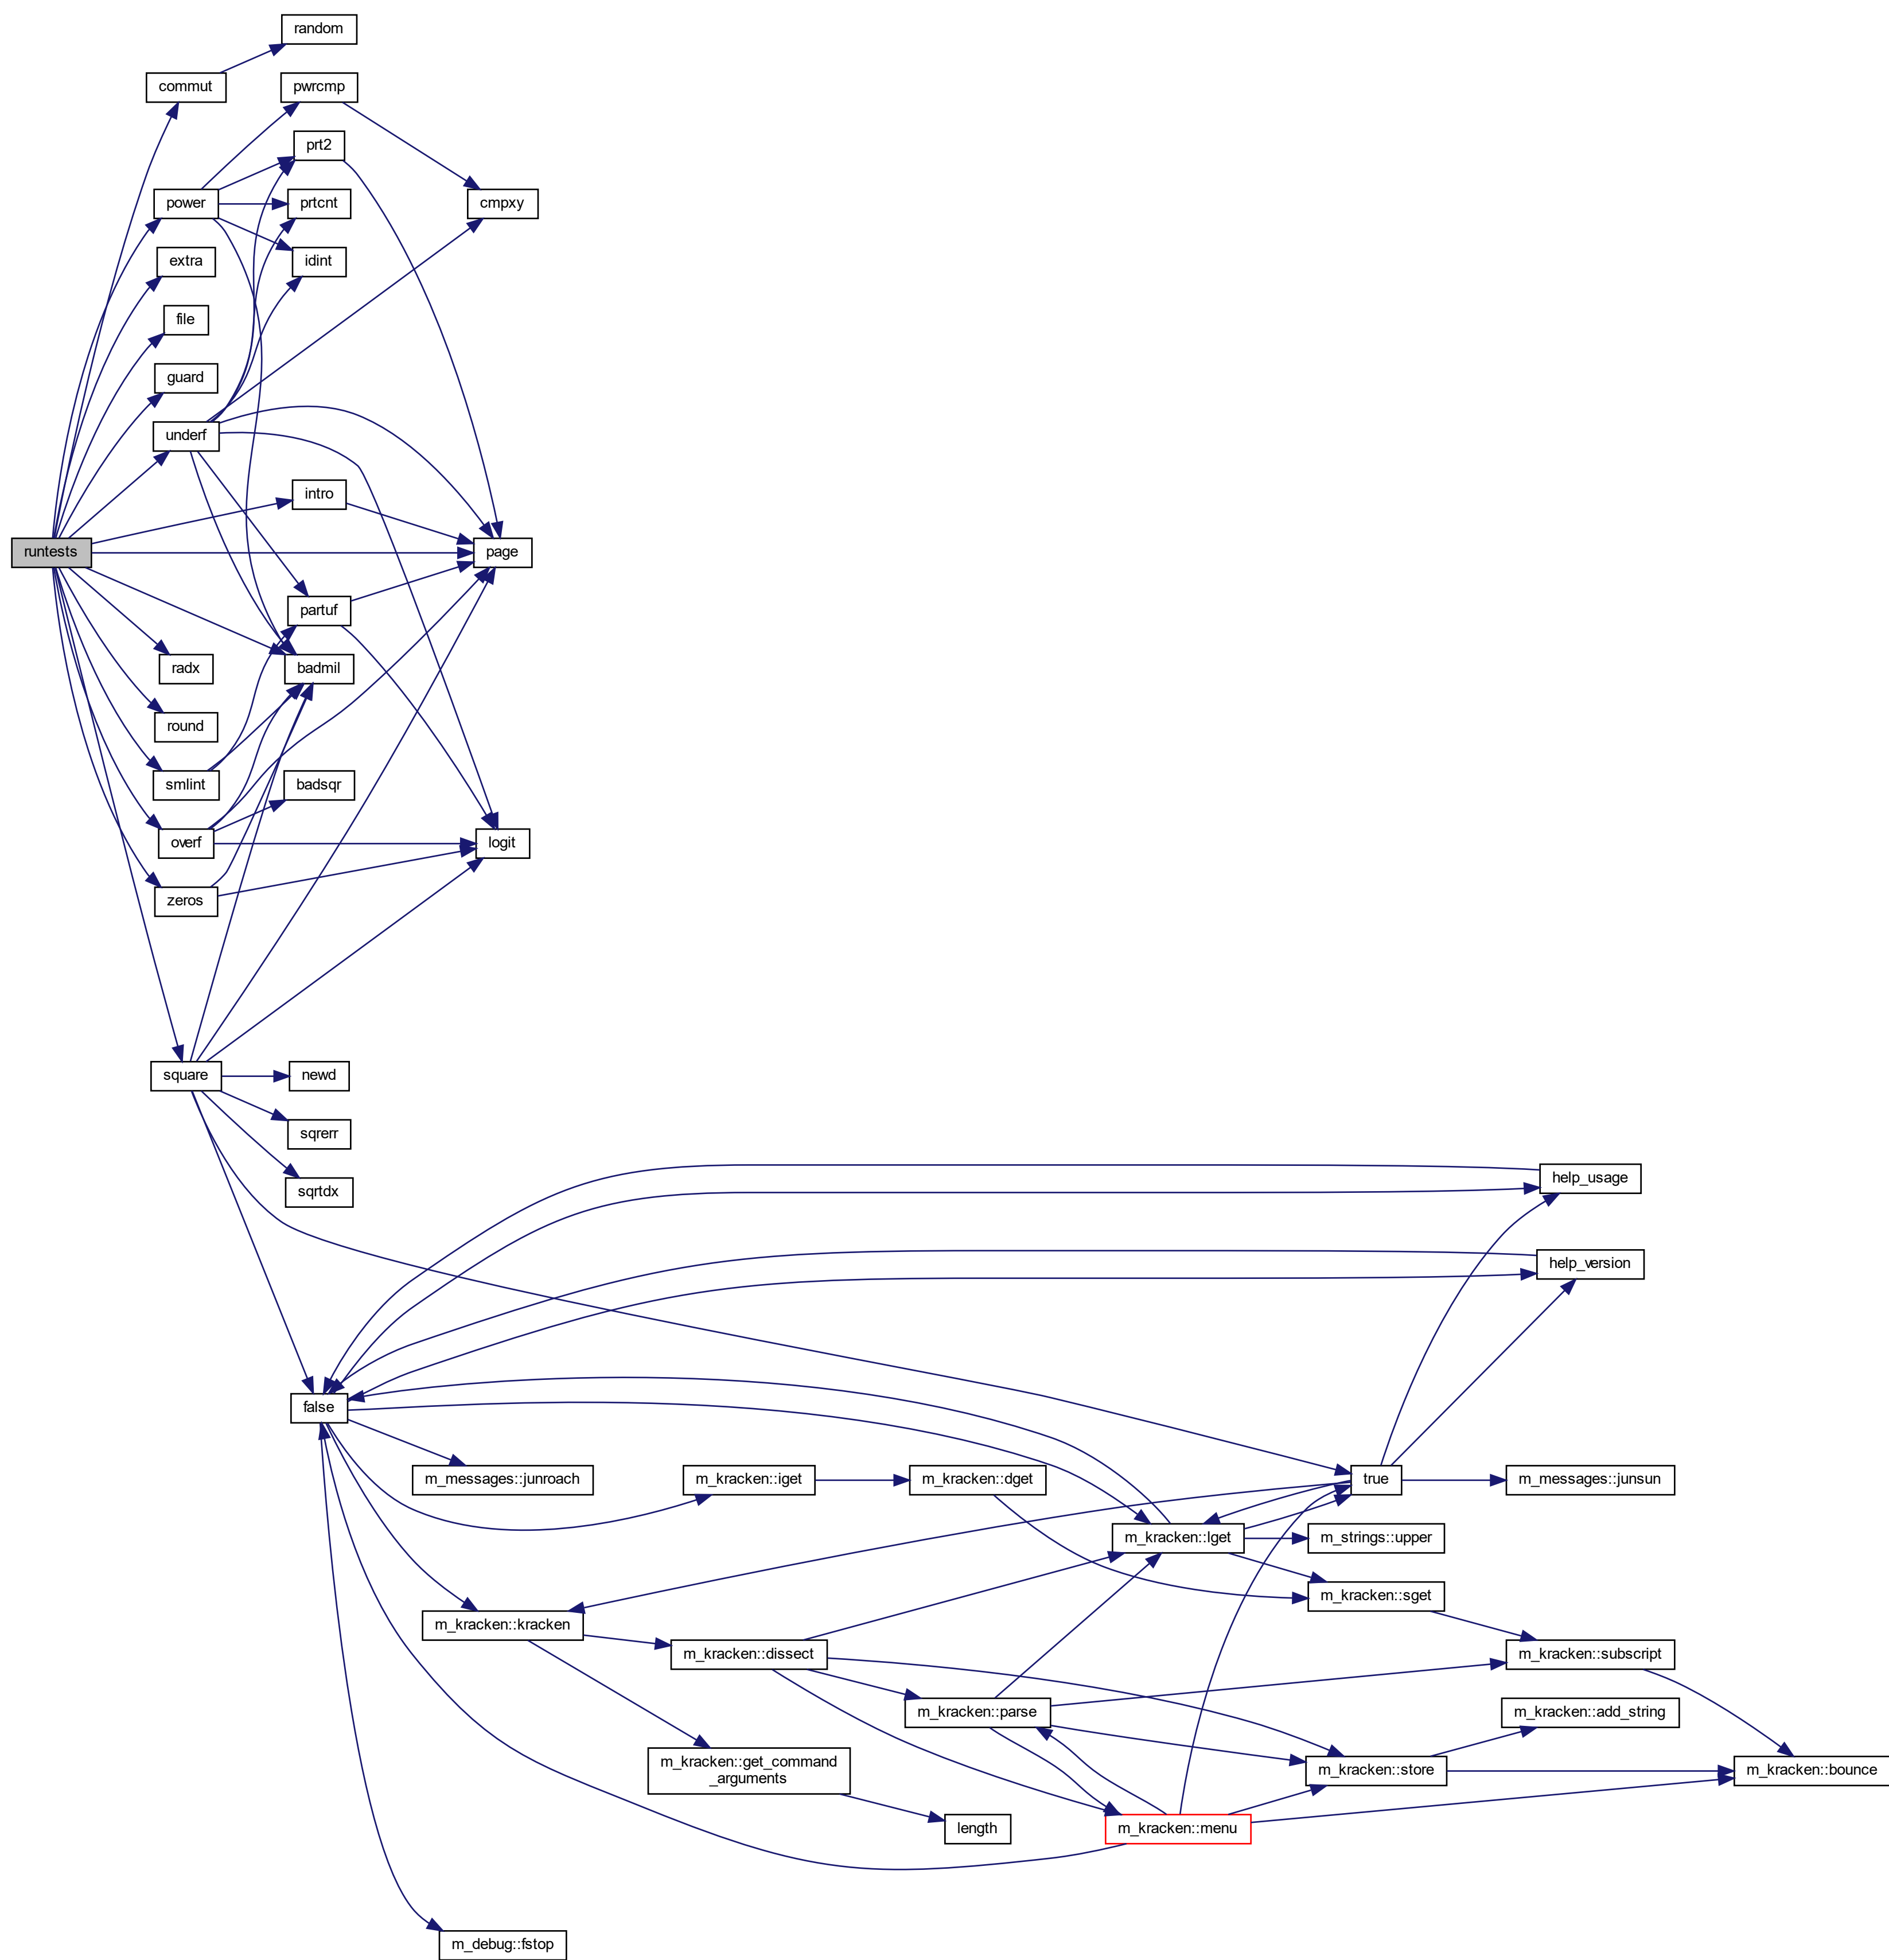 random
commut
pwrcmp
prt2
power
prtcnt
cmpxy
extra
idint
file
guard
underf
intro
runtests
page
partuf
radx
badmil
round
smlint
badsqr
overf
logit
zeros
square
newd
sqrerr
help_usage
sqrtdx
help_version
false
m_messages::junroach
m_kracken::iget
m_kracken::dget
true
m_messages::junsun
m_kracken::lget
m_strings::upper
m_kracken::sget
m_kracken::kracken
m_kracken::dissect
m_kracken::subscript
m_kracken::parse
m_kracken::add_string
m_kracken::get_command
_arguments
m_kracken::store
m_kracken::bounce
length
m_kracken::menu
m_debug::fstop